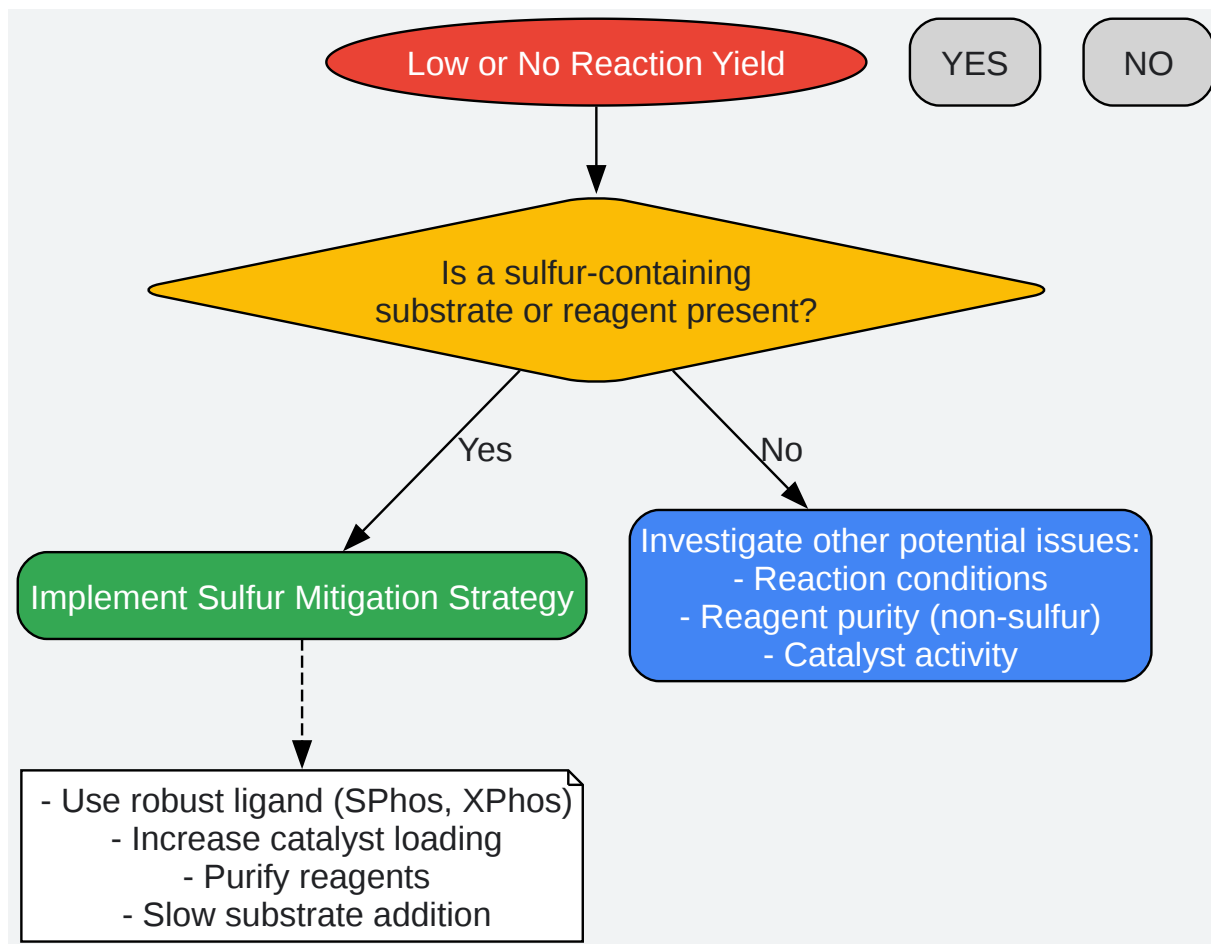 Low or No Reaction Yield
YES
NO
Is a sulfur-containing
substrate or reagent present?
Yes
No
Investigate other potential issues:
- Reaction conditions
- Reagent purity (non-sulfur)
- Catalyst activity
Implement Sulfur Mitigation Strategy
- Use robust ligand (SPhos, XPhos)
- Increase catalyst loading
- Purify reagents
- Slow substrate addition